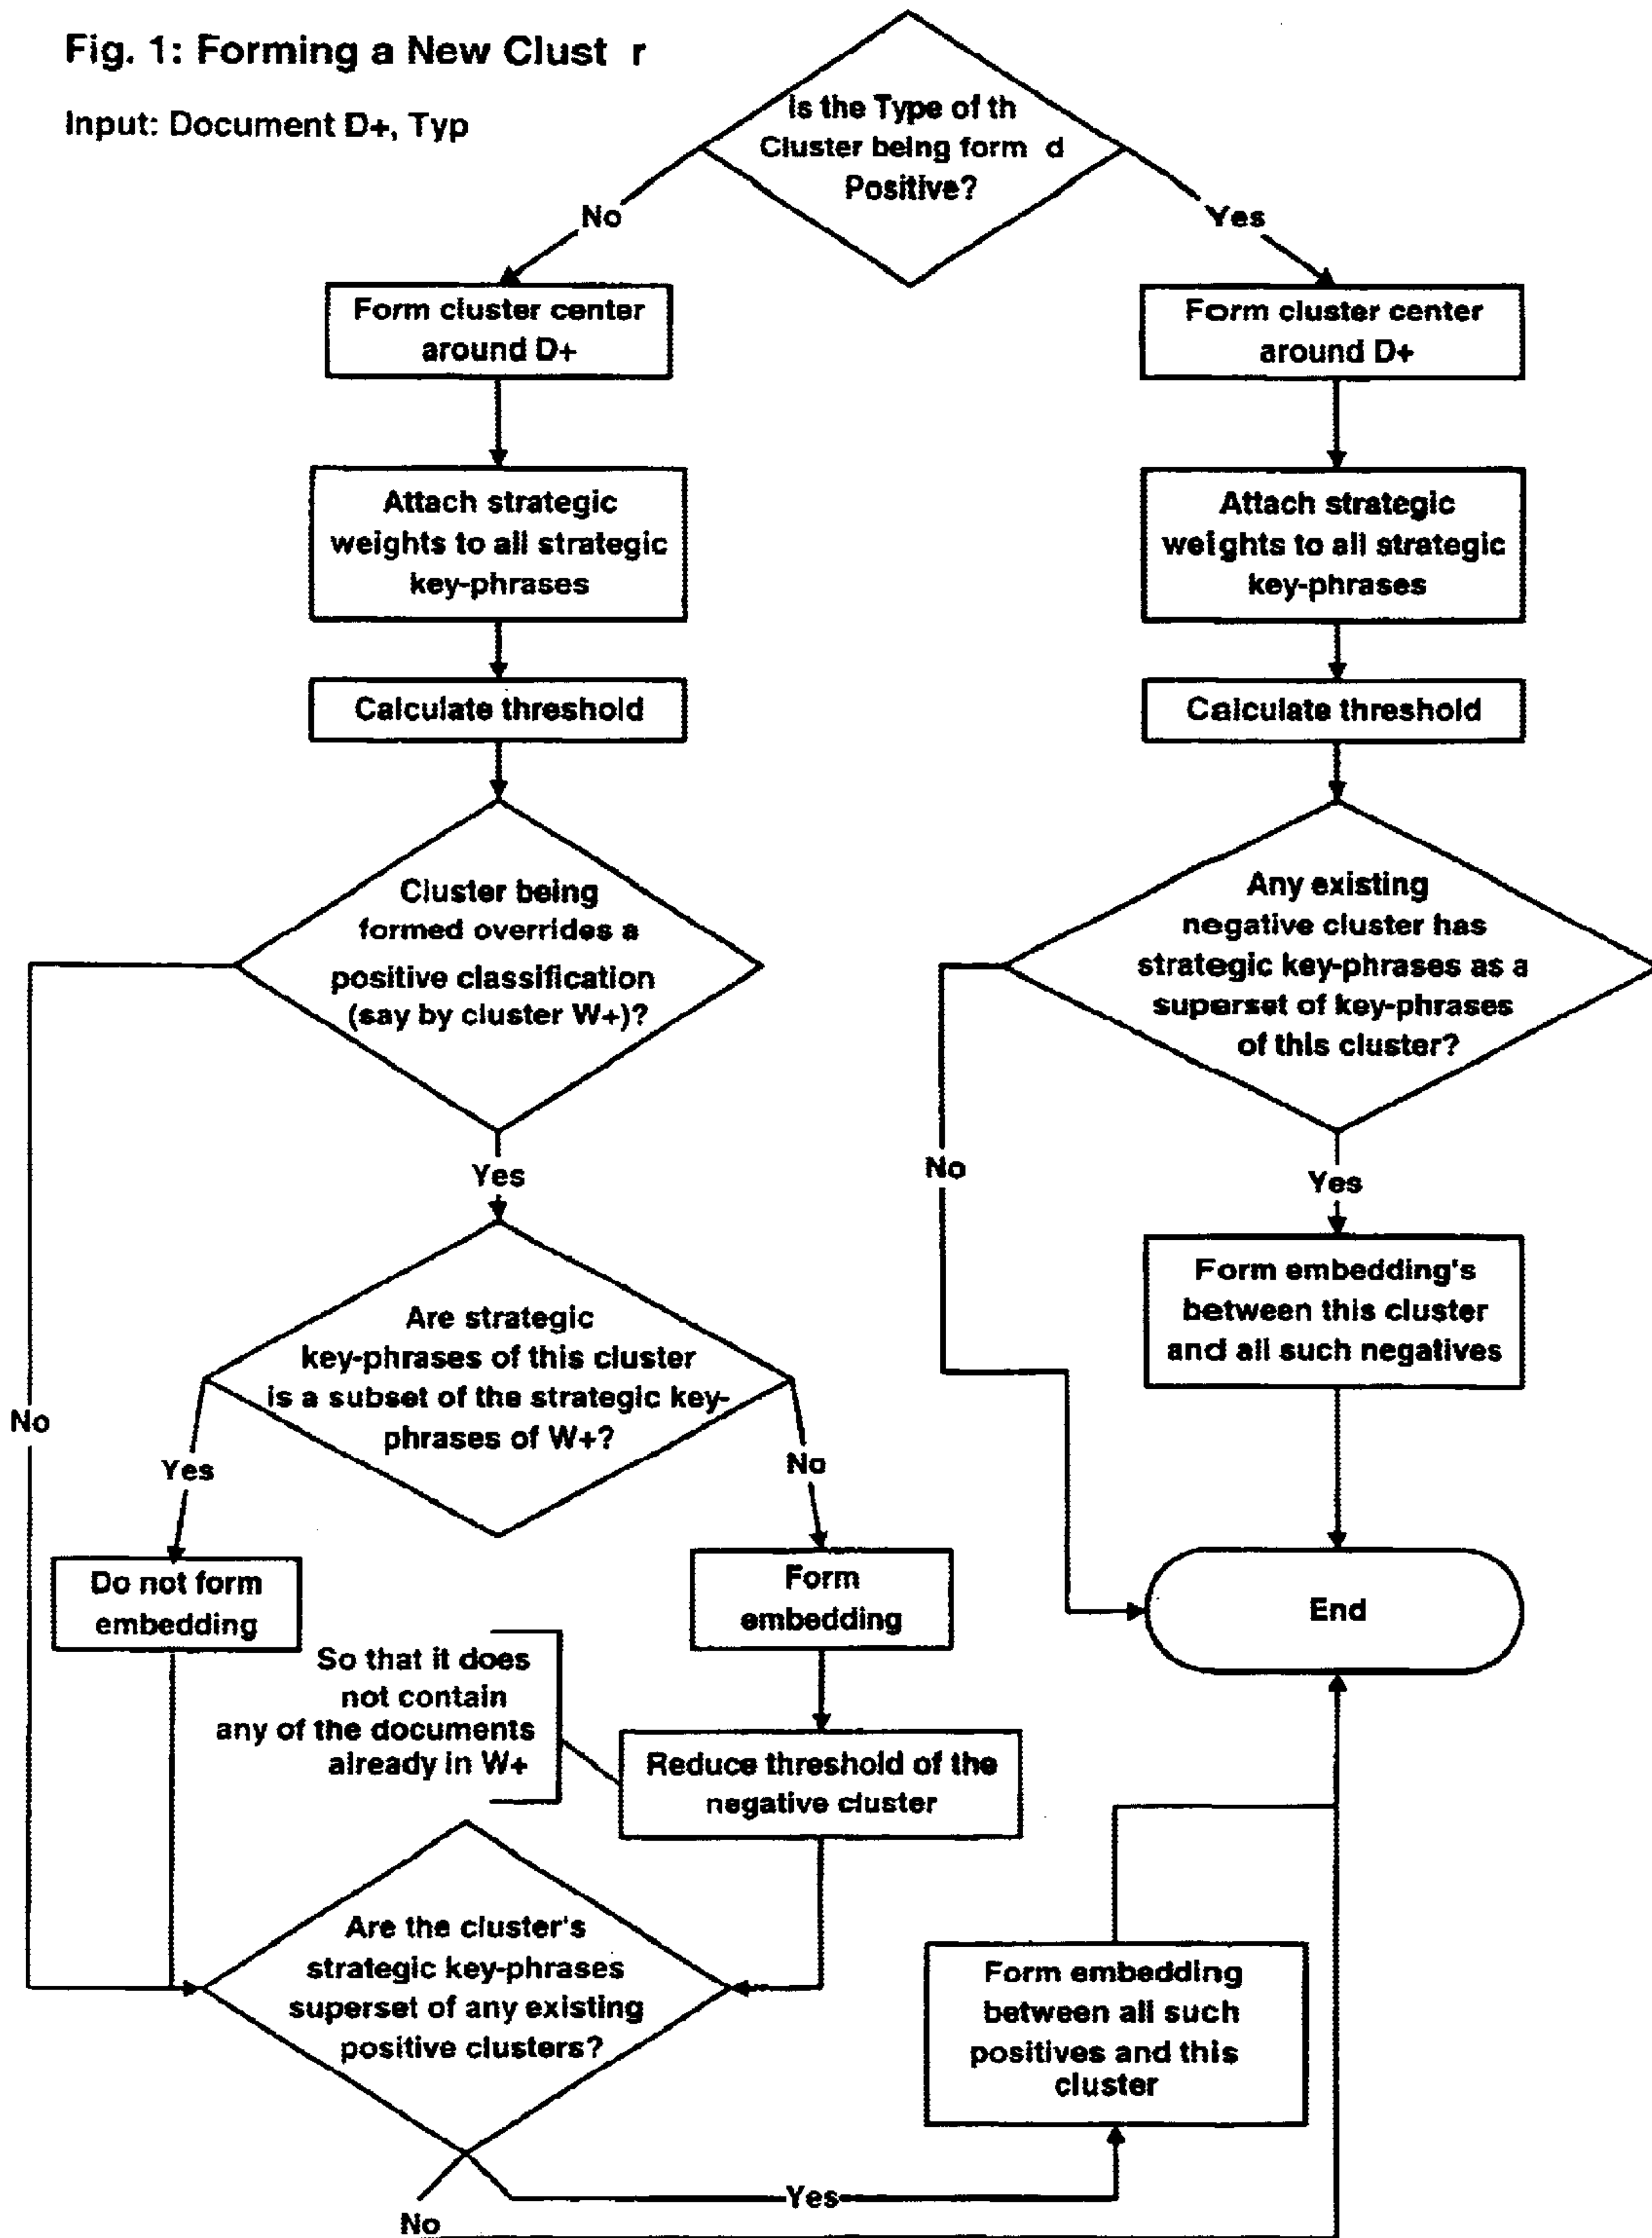 Fig. 1: Forming a New Clust r
Input: Document D+, Typ
Is the Type of th
Cluster being form d
Positive?
No
Yes
Form cluster center
around D+
Form cluster center
around D+
Attach strategic
weights to all strategic
key-phrases
Attach strategic
weights to all strategic
key-phrases
Calculate threshold
Calculate threshold
Cluster being
formed overrides a
positive classification
(say by cluster W+)?
Any existing
negative cluster has
strategic key-phrases as a
superset of key-phrases
of this cluster?
No
Yes
Yes
Form embedding's
between this cluster
and all such negatives
Are strategic
key-phrases of this cluster
is a subset of the strategic key-
phrases of W+?
No
Yes
No
Do not form
embedding
Form
embedding
End
So that it does
not contain
any of the documents
already in W+
Reduce threshold of the
negative cluster
Are the cluster's
strategic key-phrases
superset of any existing
positive clusters?
Form embedding
between all such
positives and this
cluster
Yes
No